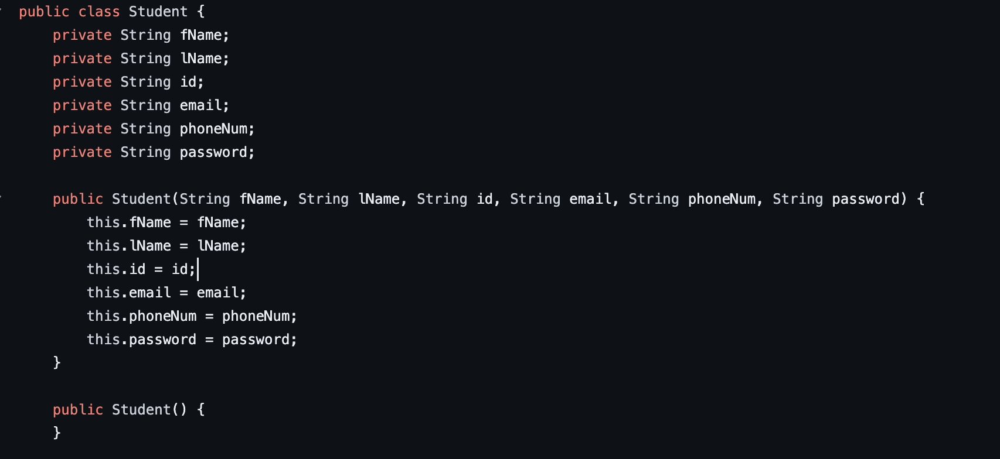 public class Student {
    private String fName;
    private String lName;
    private String id;
    private String email;
    private String phoneNum;
    private String password;

    public Student(String fName, String lName, String id, String email, String phoneNum, String password) {
        this.fName = fName;
        this.lName = lName;
        this.id = id;
        this.email = email;
        this.phoneNum = phoneNum;
        this.password = password;
    }

    public Student() {
    }